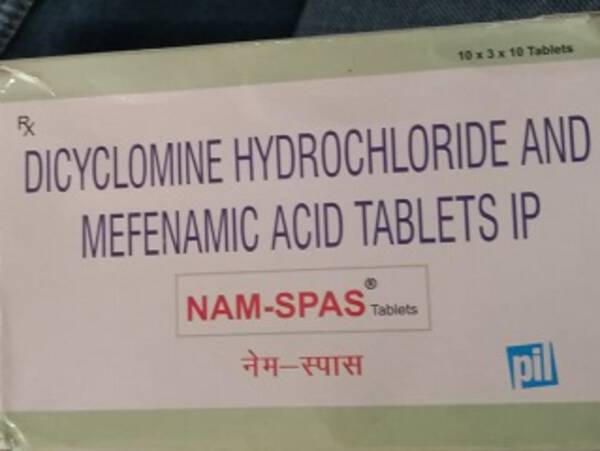 10 x 3 x 10 Tablets
Rx
DICYCLOMINE HYDROCHLORIDE AND
MEFENAMIC ACID TABLETS IP
NAM-SPAS® Tablets
नेम-स्पास
pil